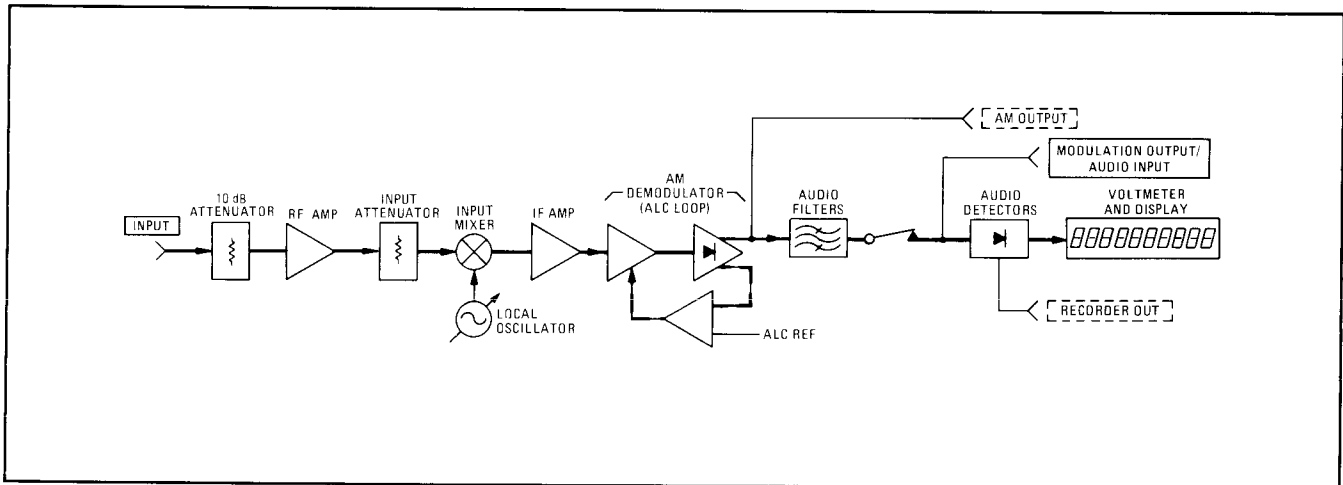 AM OUTPUT
MODULATION OUTPUT/
AUDIO INPUT
AM
DEMODULATOR
(ALC LOOP)
10 dB
ATTENUATOR
RF AMP
INPUT
ATTENUATOR
INPUT
MIXER
IF AMP
AUDIO
FILTERS
AUDIO
DETECTORS
VOLTMETER
AND DISPLAY
INPUT
LOCAL
OSCILLATOR
ALC REF
RECORDER OUT